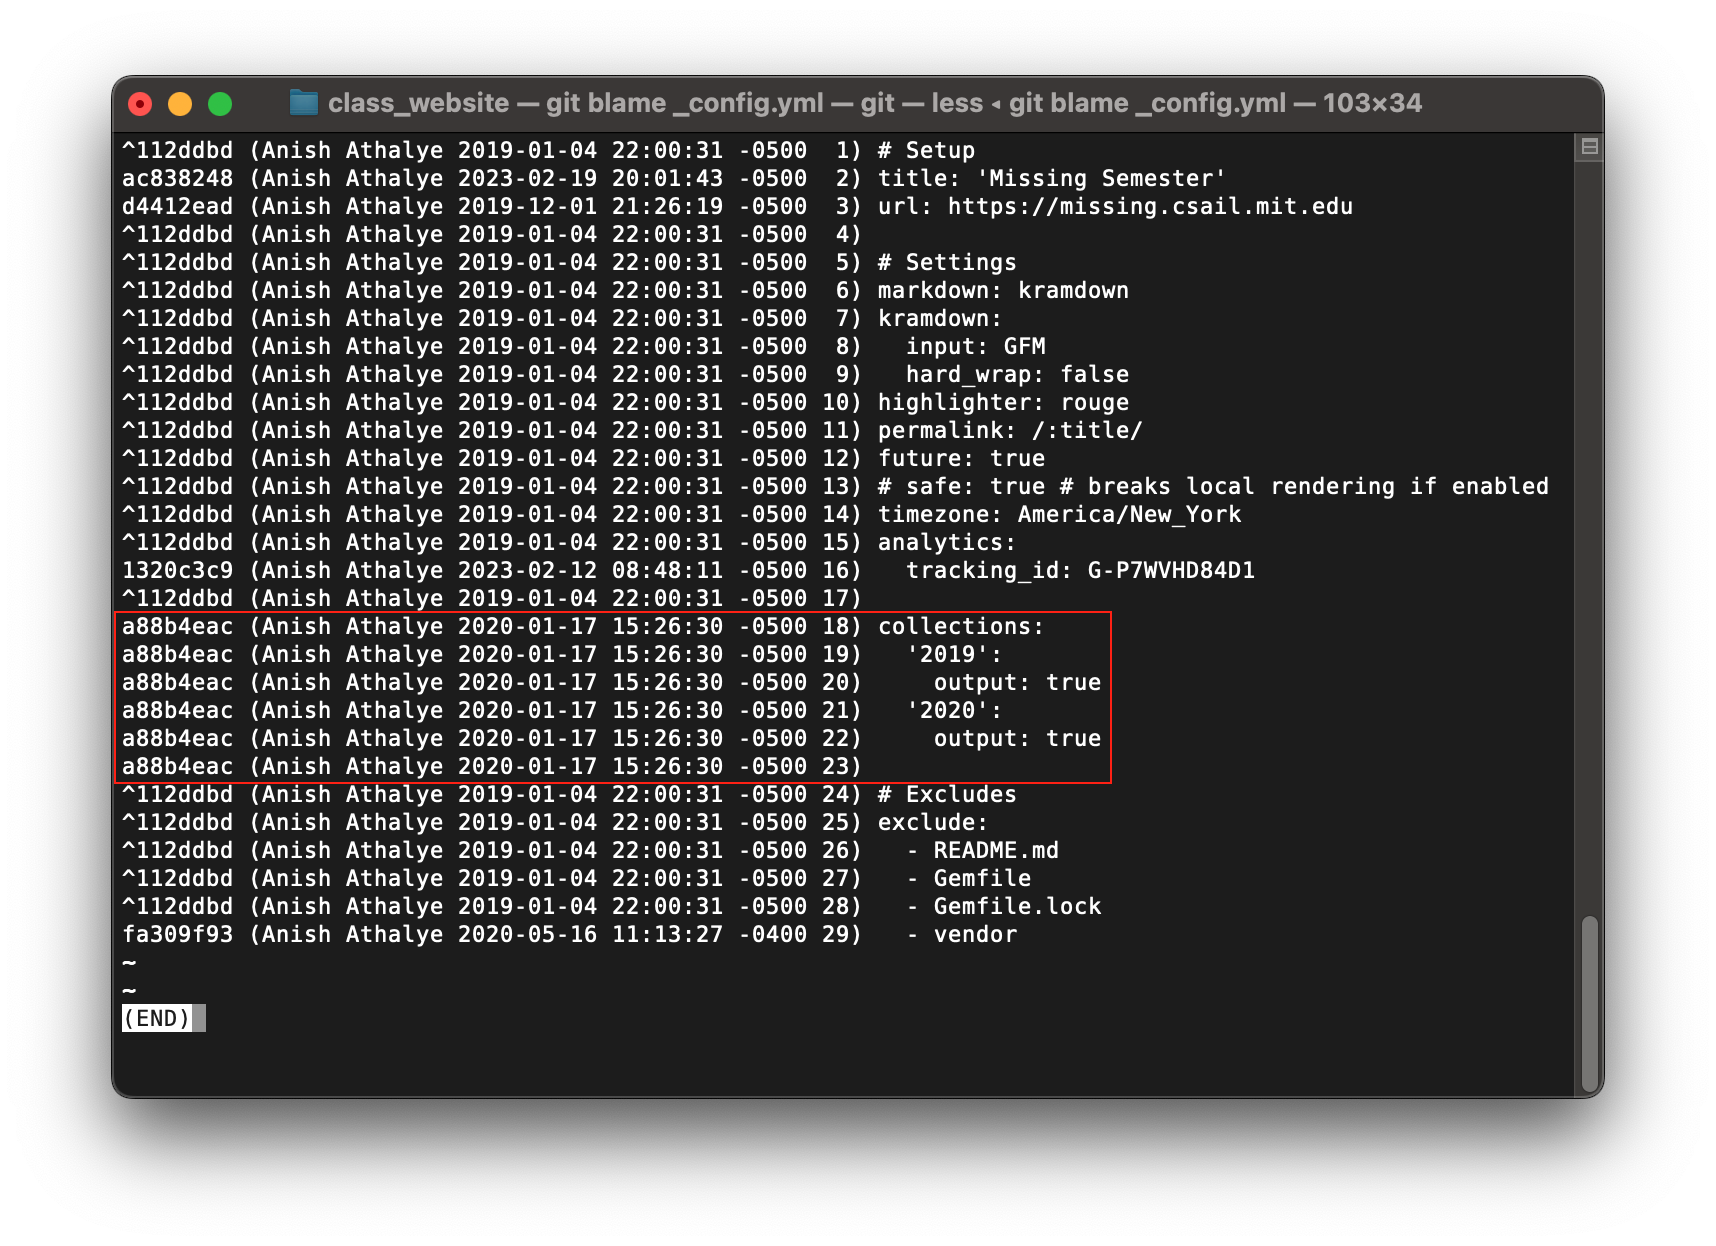 class_website — git blame _config.yml — git — less ◂ git blame _config.yml — 103×34
^112ddbd (Anish Athalye 2019-01-04 22:00:31 -0500  1) # Setup
ac838248 (Anish Athalye 2023-02-19 20:01:43 -0500  2) title: 'Missing Semester'
d4412ead (Anish Athalye 2019-12-01 21:26:19 -0500  3) url: https://missing.csail.mit.edu
^112ddbd (Anish Athalye 2019-01-04 22:00:31 -0500  4)
^112ddbd (Anish Athalye 2019-01-04 22:00:31 -0500  5) # Settings
^112ddbd (Anish Athalye 2019-01-04 22:00:31 -0500  6) markdown: kramdown
^112ddbd (Anish Athalye 2019-01-04 22:00:31 -0500  7) kramdown:
^112ddbd (Anish Athalye 2019-01-04 22:00:31 -0500  8)   input: GFM
^112ddbd (Anish Athalye 2019-01-04 22:00:31 -0500  9)   hard_wrap: false
^112ddbd (Anish Athalye 2019-01-04 22:00:31 -0500 10) highlighter: rouge
^112ddbd (Anish Athalye 2019-01-04 22:00:31 -0500 11) permalink: /:title/
^112ddbd (Anish Athalye 2019-01-04 22:00:31 -0500 12) future: true
^112ddbd (Anish Athalye 2019-01-04 22:00:31 -0500 13) # safe: true # breaks local rendering if enabled
^112ddbd (Anish Athalye 2019-01-04 22:00:31 -0500 14) timezone: America/New_York
^112ddbd (Anish Athalye 2019-01-04 22:00:31 -0500 15) analytics:
1320c3c9 (Anish Athalye 2023-02-12 08:48:11 -0500 16)   tracking_id: G-P7WVHD84D1
^112ddbd (Anish Athalye 2019-01-04 22:00:31 -0500 17)
a88b4eac (Anish Athalye 2020-01-17 15:26:30 -0500 18) collections:
a88b4eac (Anish Athalye 2020-01-17 15:26:30 -0500 19)   '2019':
a88b4eac (Anish Athalye 2020-01-17 15:26:30 -0500 20)     output: true
a88b4eac (Anish Athalye 2020-01-17 15:26:30 -0500 21)   '2020':
a88b4eac (Anish Athalye 2020-01-17 15:26:30 -0500 22)     output: true
a88b4eac (Anish Athalye 2020-01-17 15:26:30 -0500 23)
^112ddbd (Anish Athalye 2019-01-04 22:00:31 -0500 24) # Excludes
^112ddbd (Anish Athalye 2019-01-04 22:00:31 -0500 25) exclude:
^112ddbd (Anish Athalye 2019-01-04 22:00:31 -0500 26)   - README.md
^112ddbd (Anish Athalye 2019-01-04 22:00:31 -0500 27)   - Gemfile
^112ddbd (Anish Athalye 2019-01-04 22:00:31 -0500 28)   - Gemfile.lock
fa309f93 (Anish Athalye 2020-05-16 11:13:27 -0400 29)   - vendor
~
~
(END)